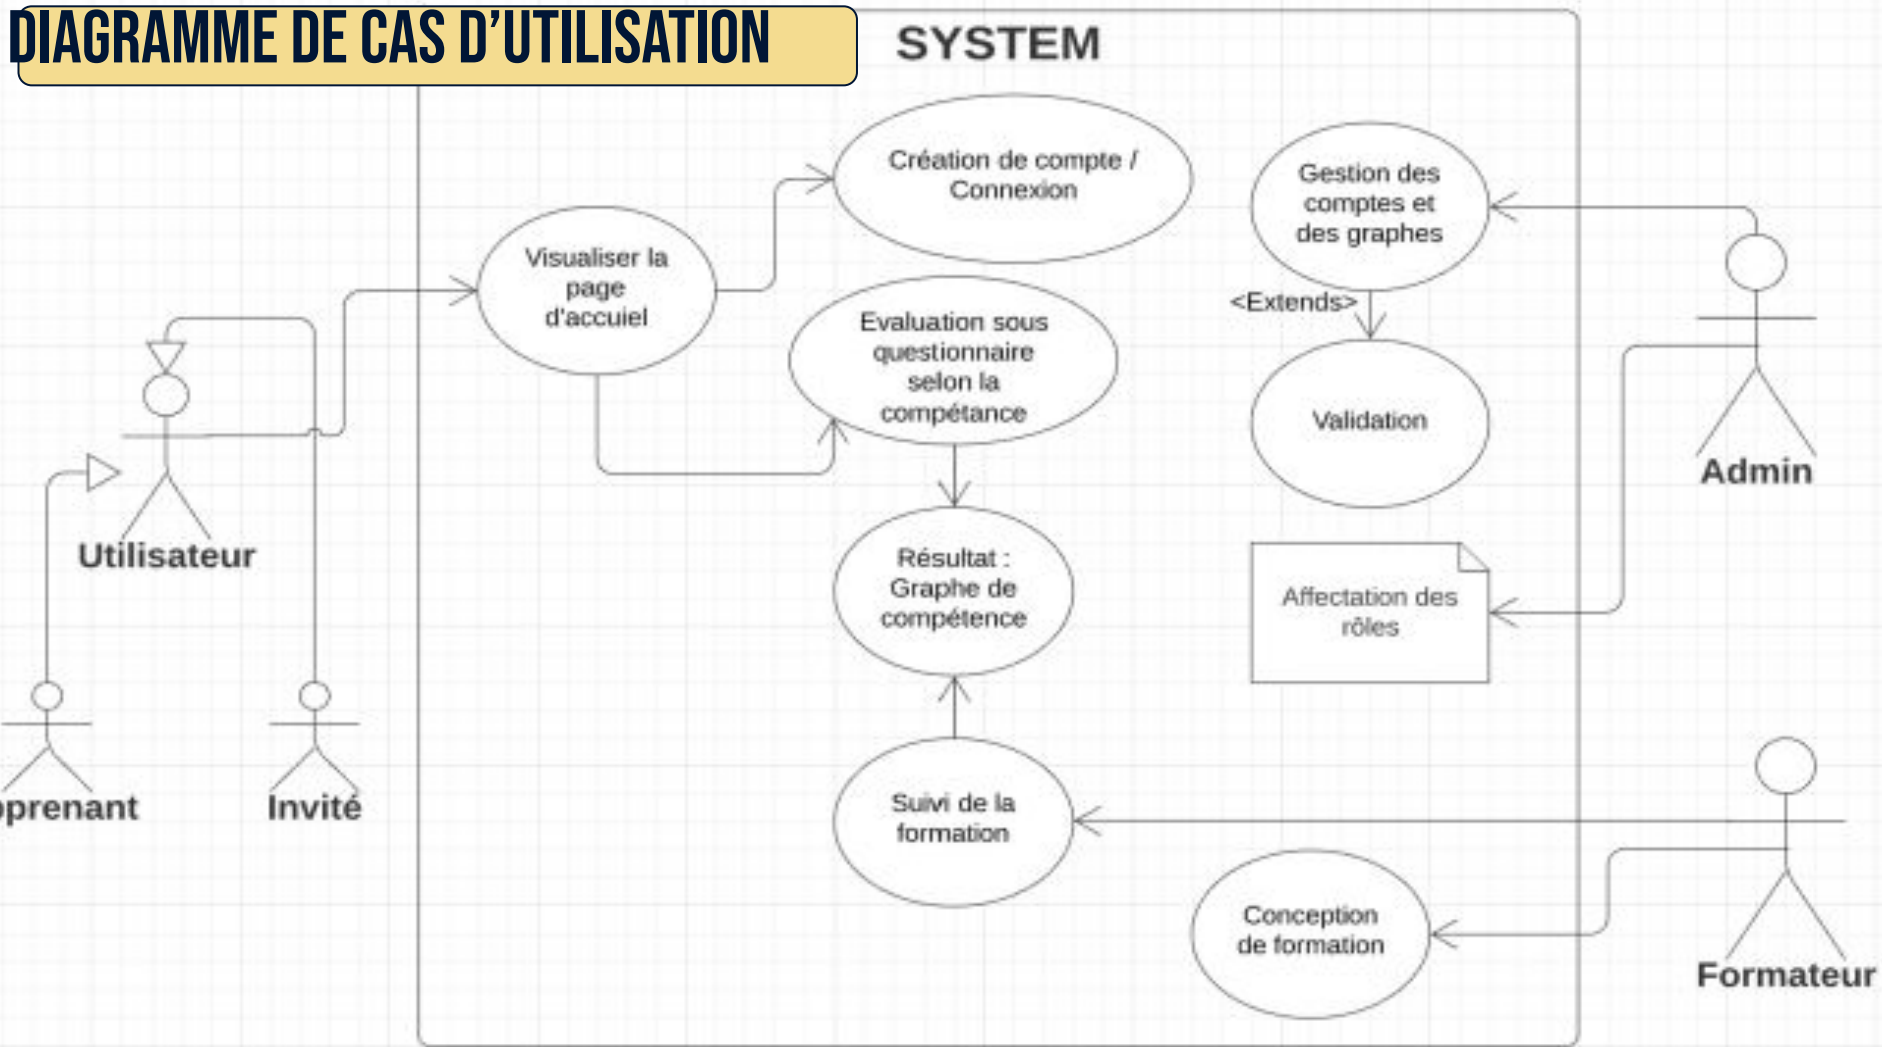 DIAGRAMME DE CAS D'UTILISATION
SYSTEM
Création de compte /
Connexion
Gestion des
comptes et
des graphes
Visualiser la
page
d'accuiel
<Extends>
Evaluation sous
questionnaire
selon la
compétance
Validation
Admin
Utilisateur
Résultat :
Graphe de
compétence
Affectation des
rôles
pprenant
Invité
Suivi de la
formation
Conception
de formation
Formateur